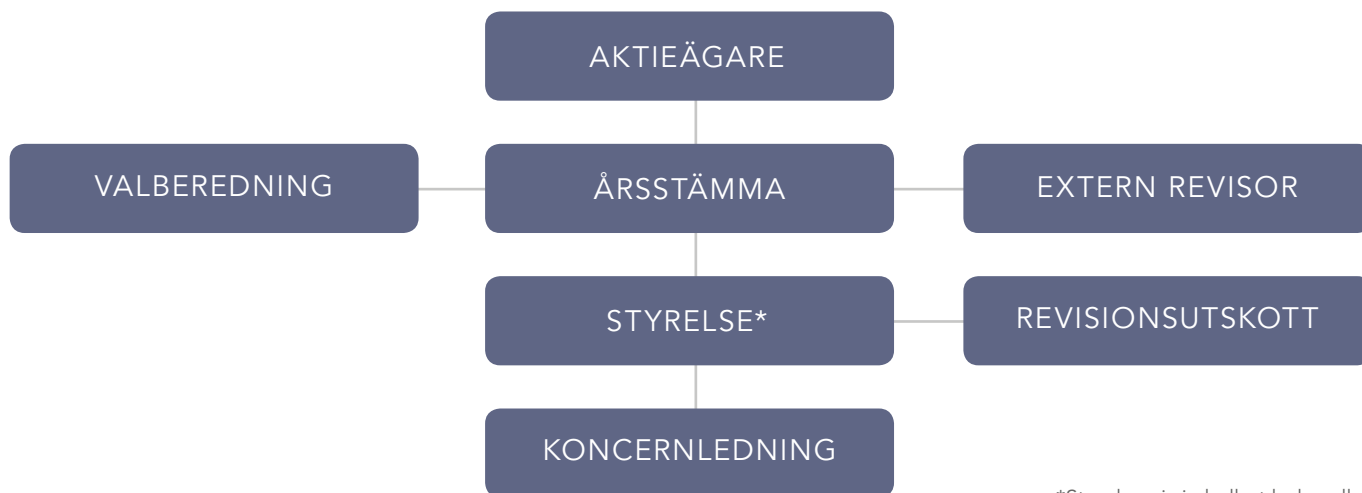 AKTIEÄGARE
VALBEREDNING
ÅRSSTÄMMA
EXTERN REVISOR
STYRELSE*
REVISIONSUTSKOTT
KONCERNLEDNING